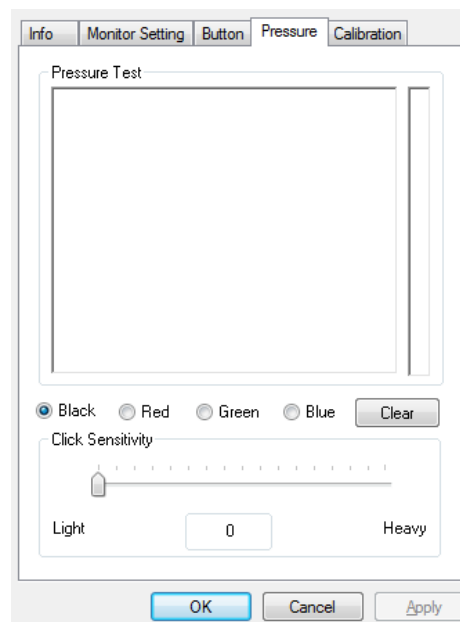 Info Monitor Setting Button Pressure Calibration
Pressure Test
Black Red Green Blue Clear
Click Sensitivity
Light 0 Heavy
OK Cancel Apply